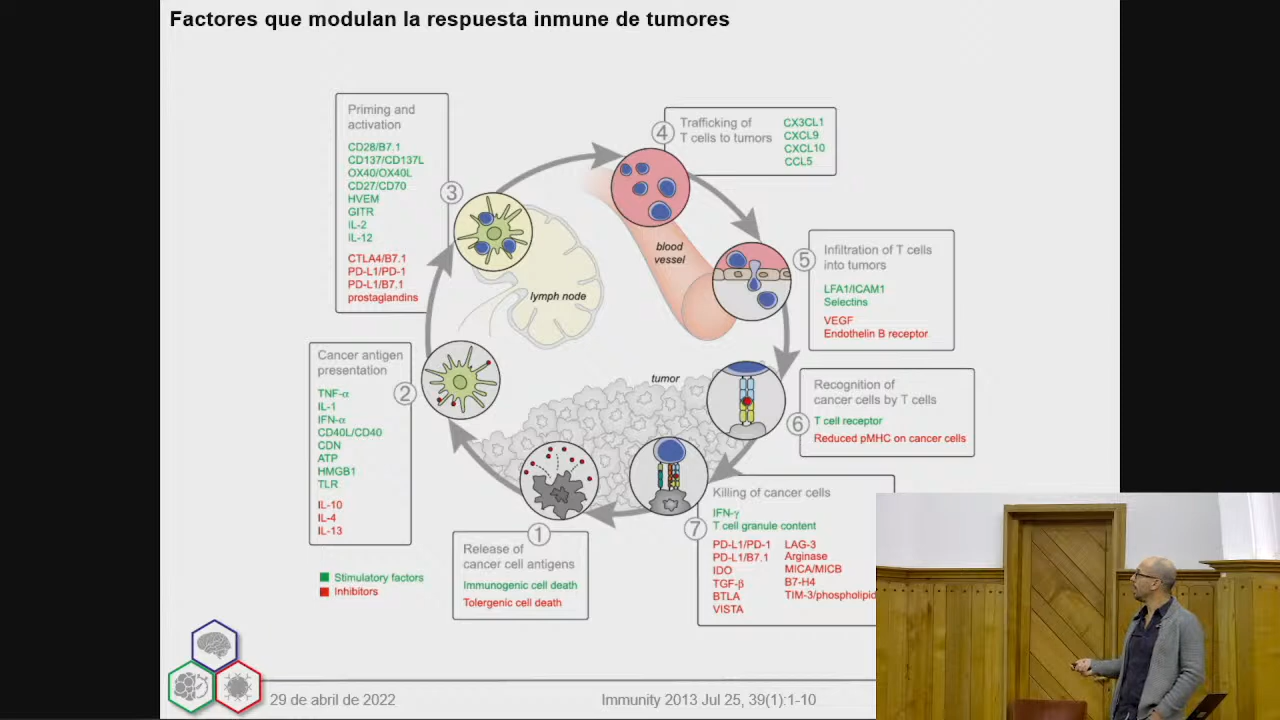 Factores que modulan la respuesta inmune de tumores
Priming and
activation
CD28/B7.1
CD137/CD137L
OX40/OX40L
CD27/CD70
HVEM
GITR
IL-2
IL-12
CTLA4/B7.1
PD-L1/PD-1
PD-L1/B7.1
prostaglandins
3
4
Trafficking of
T cells to tumors
CX3CL1
CXCL9
CXCL10
CCL5
blood
vessel
lymph node
5
Infiltration of T cells
into tumors
LFA1/ICAM1
Selectins
VEGF
Endothelin B receptor
Cancer antigen
presentation
2
TNF-α
IL-1
IFN-α
CD40L/CD40
CDN
ATP
HMGB1
TLR
IL-10
IL-4
IL-13
tumor
6
Recognition of
cancer cells by T cells
T cell receptor
Reduced pMHC on cancer cells
7
Killing of cancer cells
IFN-γ
T cell granule content
PD-L1/PD-1
PD-L1/B7.1
IDO
TGF-β
BTLA
VISTA
LAG-3
Arginase
MICA/MICB
B7-H4
TIM-3/phospholipid
1
Release of
cancer cell antigens
Immunogenic cell death
Tolergenic cell death
Stimulatory factors
Inhibitors
29 de abril de 2022
Immunity 2013 Jul 25, 39(1):1-10